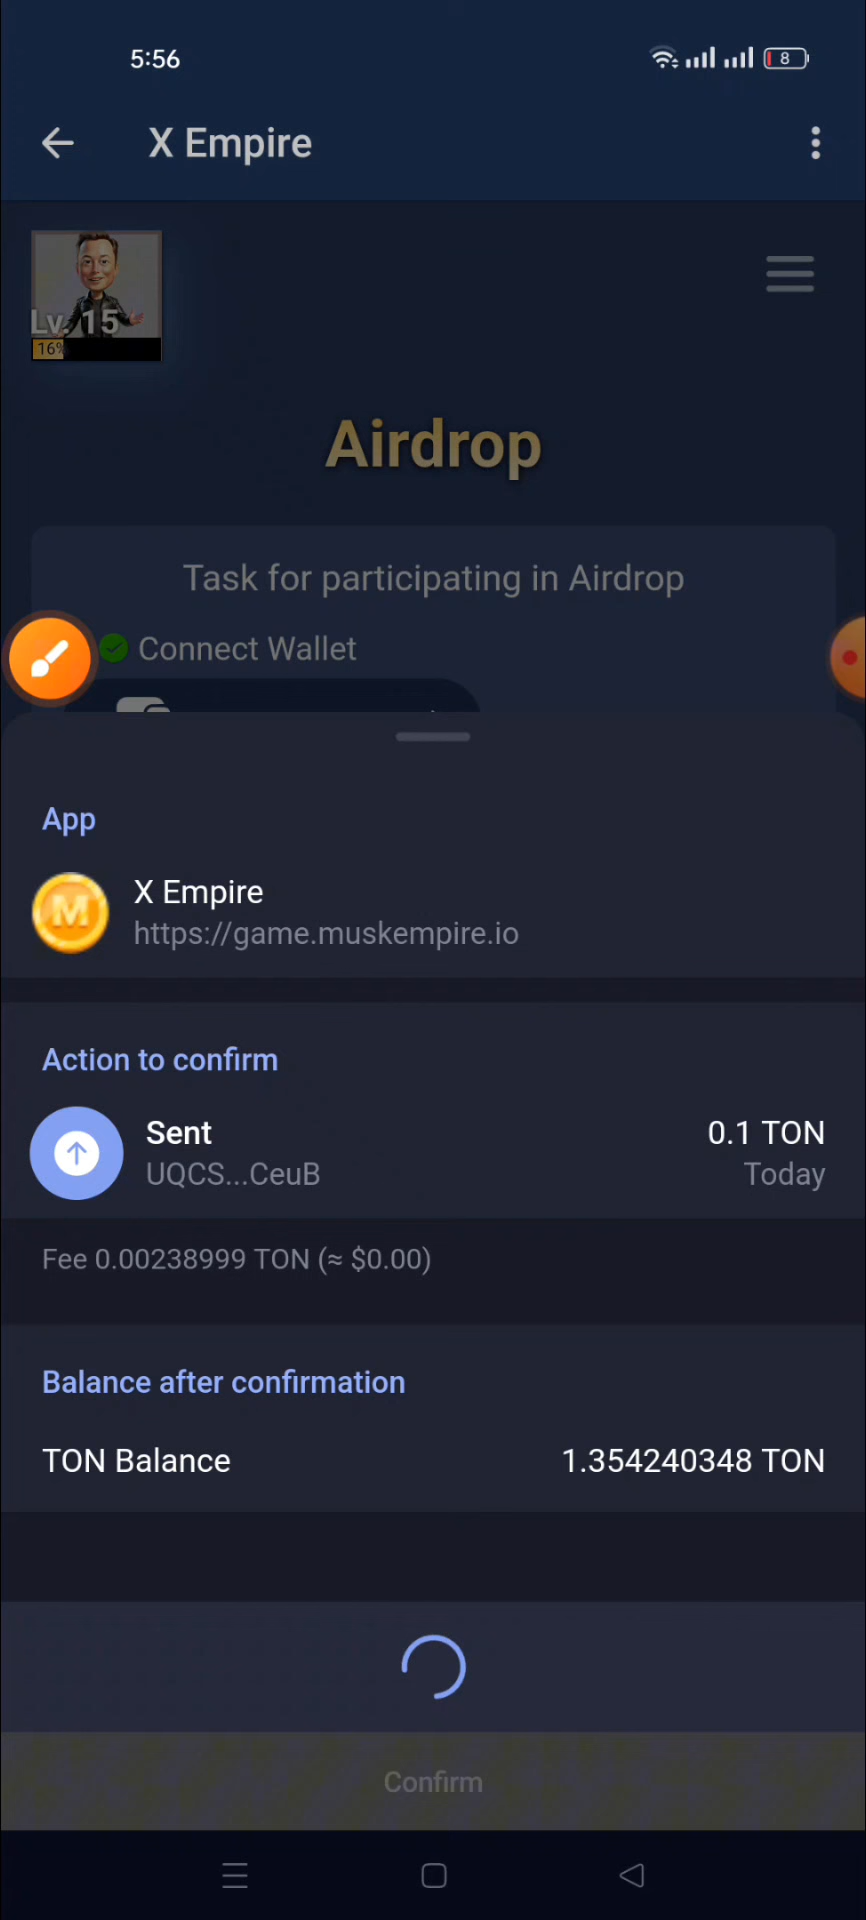 5:56
8
X Empire
Lv. 15
16%
Airdrop
Task for participating in Airdrop
Connect Wallet
App
M
X Empire
https://game.muskempire.io
Action to confirm
Sent
0.1 TON
UQCS...CeuB
Today
Fee 0.00238999 TON (≈ $0.00)
Balance after confirmation
TON Balance
1.354240348 TON
Confirm